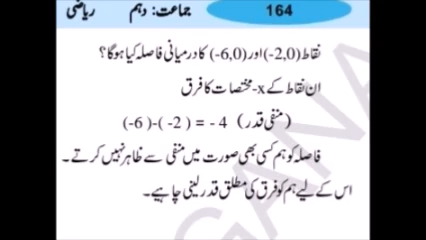 164 جماعت: دہم ریاضی
نقاط (-2,0) اور (-6,0) کا درمیانی فاصلہ کیا ہوگا؟
ان نقاط کے x- مختصات کا فرق
(-6)-(-2) = -4 (منفی قدر)
فاصلہ کو ہم کسی بھی صورت میں منفی سے ظاہر نہیں کرتے۔
اس کے لیے ہم کو فرق کی مطلق قدر لینی چاہیے۔